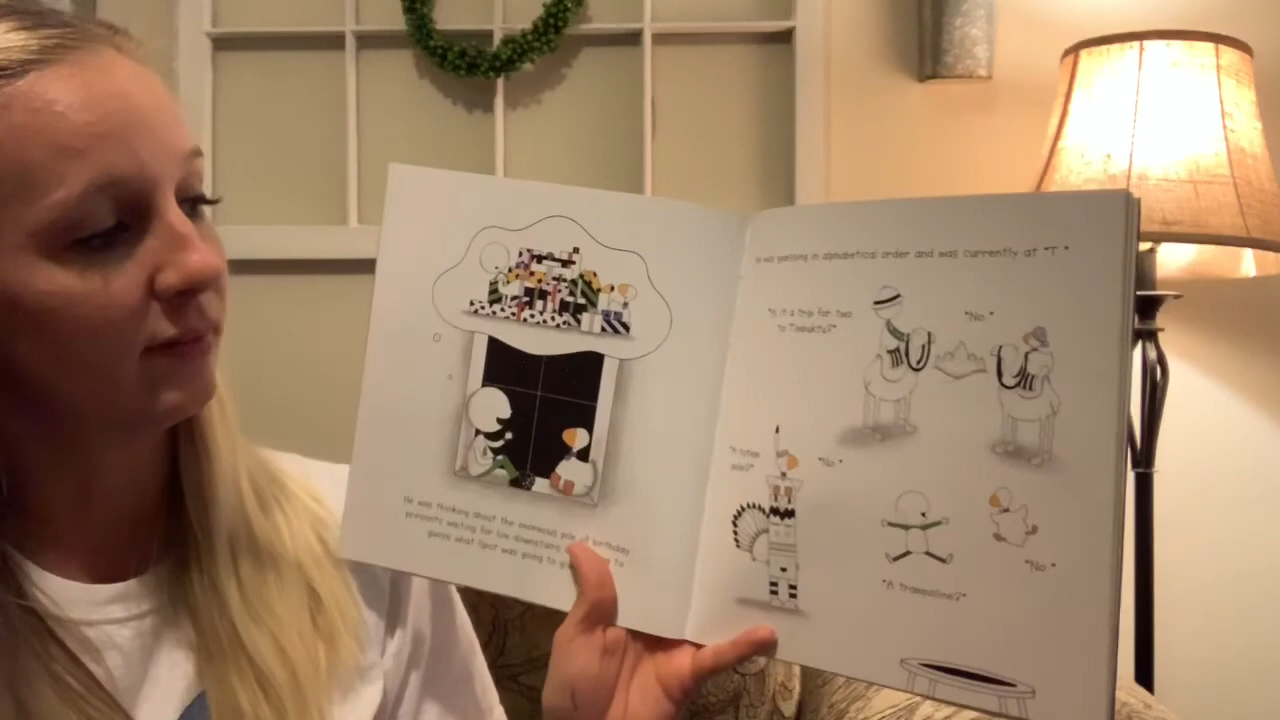 He was thinking about the enormous pile of birthday
presents waiting for him downstairs to
guess what Spot was going to
He was guessing in alphabetical order and was currently at "T."
"Is it a trip for two
to Timbuktu?"
"No."
"A totem
pole?"
"No."
"A trampoline?"
"No."